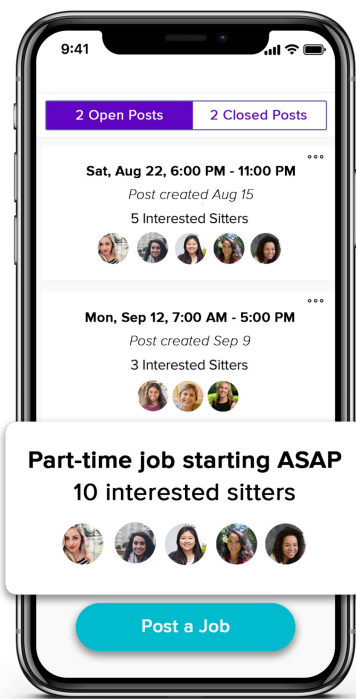 9:41
2 Open Posts
2 Closed Posts
Sat, Aug 22, 6:00 PM - 11:00 PM
Post created Aug 15
5 Interested Sitters
Mon, Sep 12, 7:00 AM - 5:00 PM
Post created Sep 9
3 Interested Sitters
Part-time job starting ASAP
10 interested sitters
Post a Job